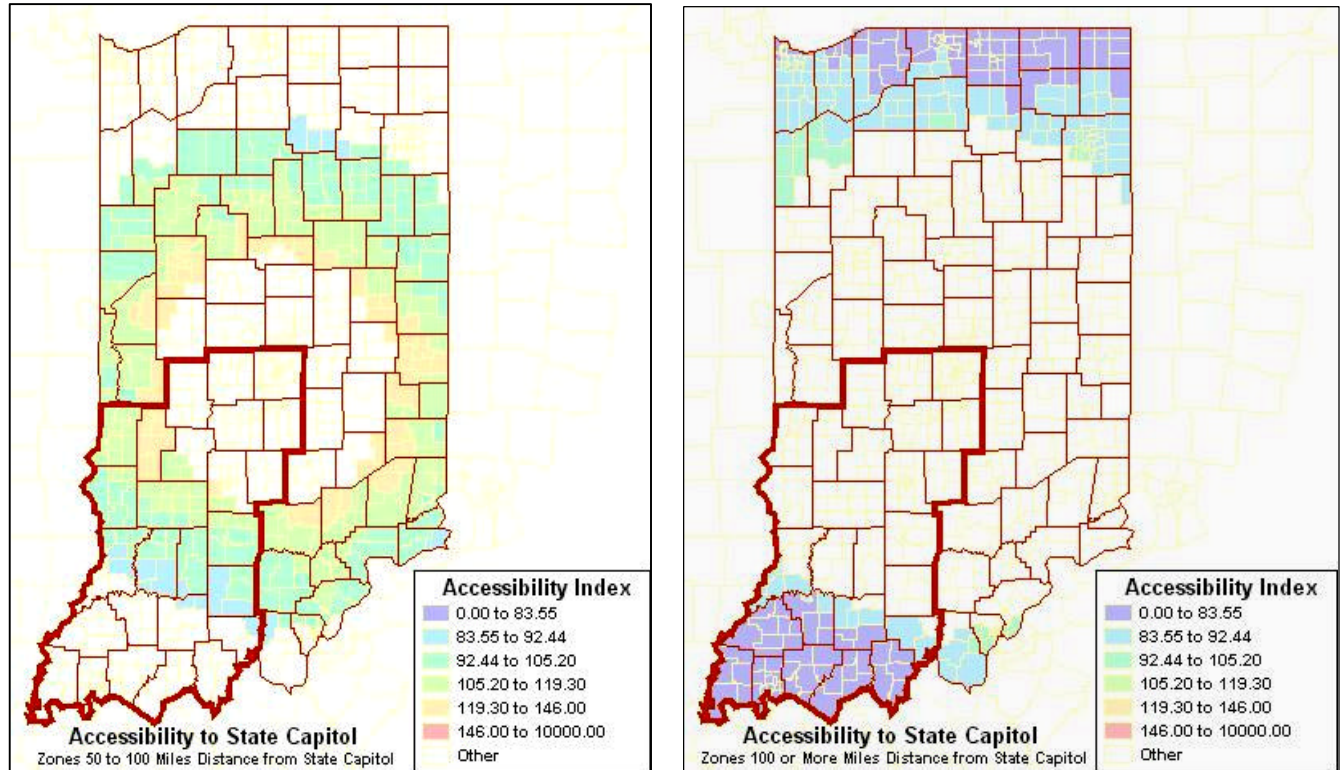 Accessibility Index
0.00 to 83.55
83.55 to 92.44
92.44 to 105.20
105.20 to 119.30
119.30 to 146.00
146.00 to 10000.00
Other
Accessibility to State Capitol
Zones 50 to 100 Miles Distance from State Capitol
Accessibility Index
0.00 to 83.55
83.55 to 92.44
92.44 to 105.20
105.20 to 119.30
119.30 to 146.00
146.00 to 10000.00
Other
Accessibility to State Capitol
Zones 100 or More Miles Distance from State Capitol